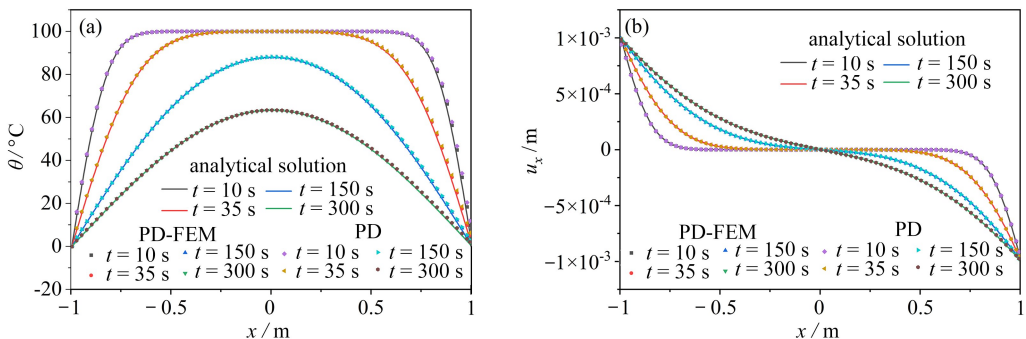 (a)
100
80
60
40
20
0
-20
θ / °C
analytical solution
t = 10 s t = 150 s
t = 35 s t = 300 s
PD-FEM PD
t = 10 s t = 150 s t = 10 s t = 150 s
t = 35 s t = 300 s t = 35 s t = 300 s
−1 −0.5 0 0.5 1
x / m
(b)
1×10⁻³
5×10⁻⁴
0
−5×10⁻⁴
−1×10⁻³
uₓ / m
analytical solution
t = 10 s t = 150 s
t = 35 s t = 300 s
PD-FEM PD
t = 10 s t = 150 s t = 10 s t = 150 s
t = 35 s t = 300 s t = 35 s t = 300 s
−1 −0.5 0 0.5 1
x / m